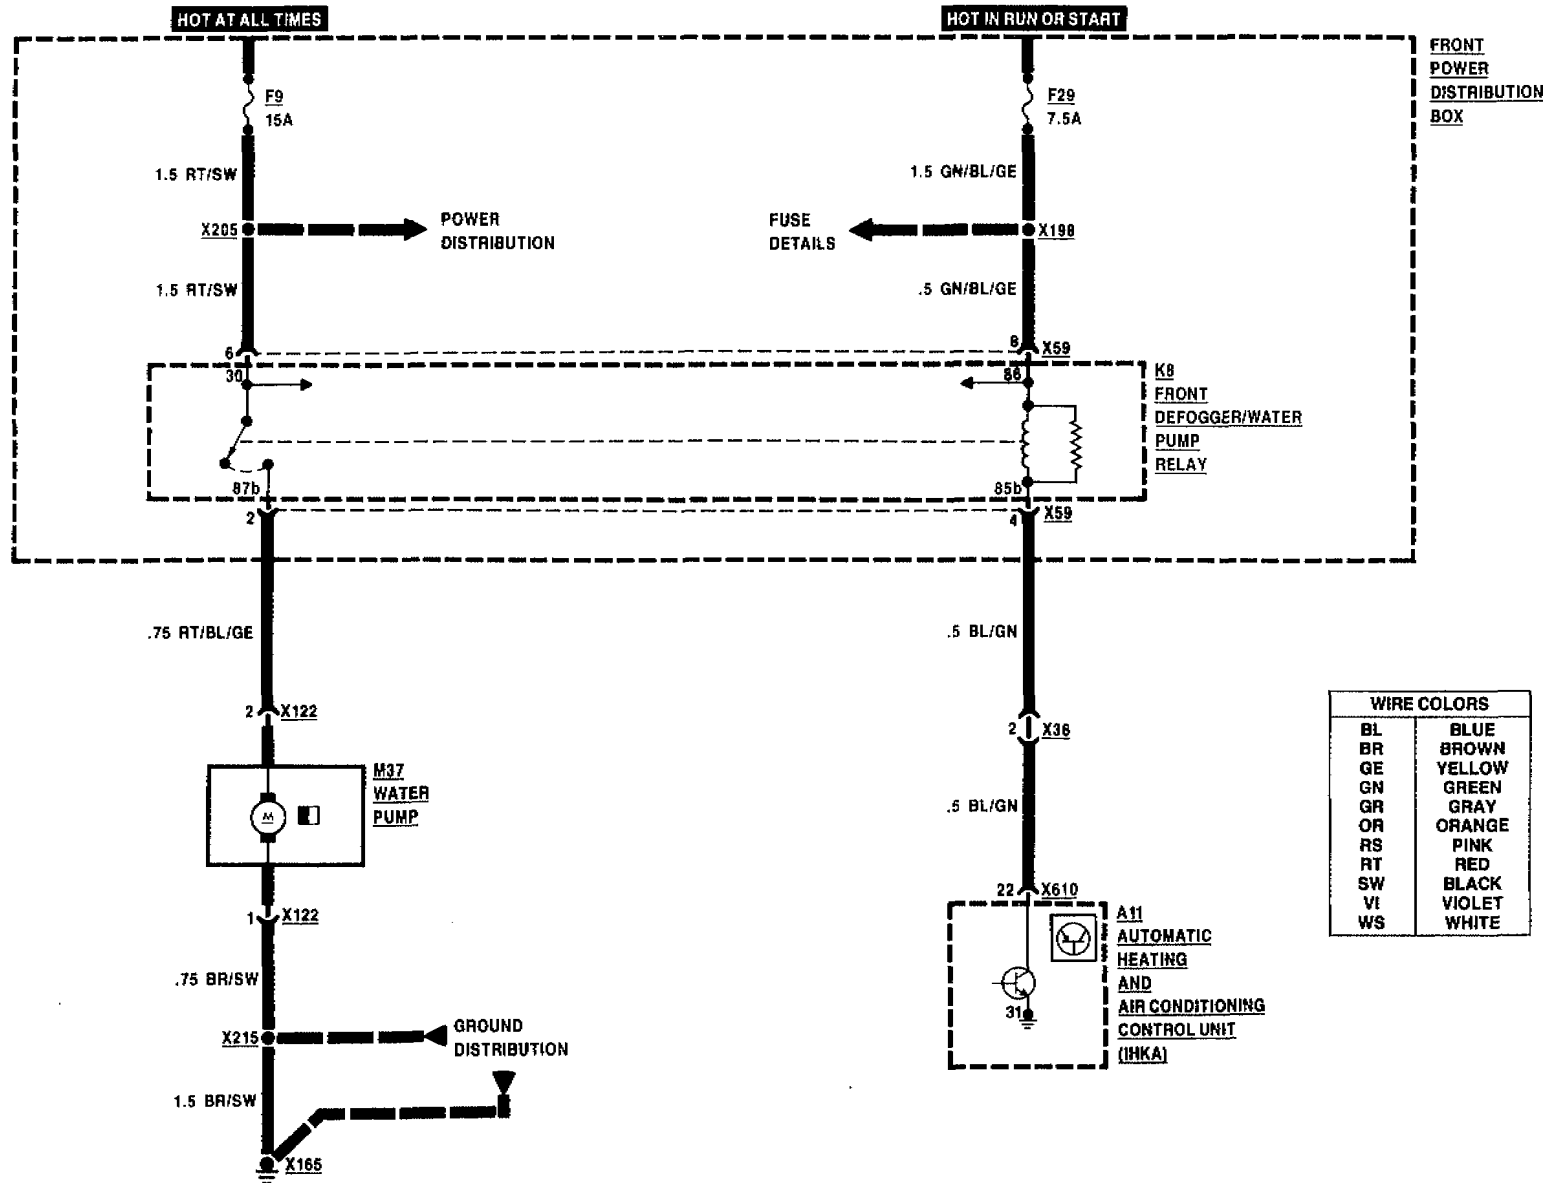 HOT AT ALL TIMES
HOT IN RUN OR START
FRONT
POWER
DISTRIBUTION
BOX
F9
15A
F29
7.5A
1.5 RT/SW
1.5 GN/BL/GE
X205
POWER
DISTRIBUTION
FUSE
DETAILS
X198
1.5 RT/SW
.5 GN/BL/GE
6
8
X59
30
86
K8
FRONT
DEFOGGER/WATER
PUMP
RELAY
87b
85b
2
4
X59
.75 RT/BL/GE
.5 BL/GN
2
X122
2
X36
M37
WATER
PUMP
M
.5 BL/GN
WIRE COLORS
BL BLUE
BR BROWN
GE YELLOW
GN GREEN
GR GRAY
OR ORANGE
RS PINK
RT RED
SW BLACK
VI VIOLET
WS WHITE
22
X610
1
X122
A11
AUTOMATIC
HEATING
AND
AIR CONDITIONING
CONTROL UNIT
(IHKA)
31
.75 BR/SW
X215
GROUND
DISTRIBUTION
1.5 BR/SW
X165